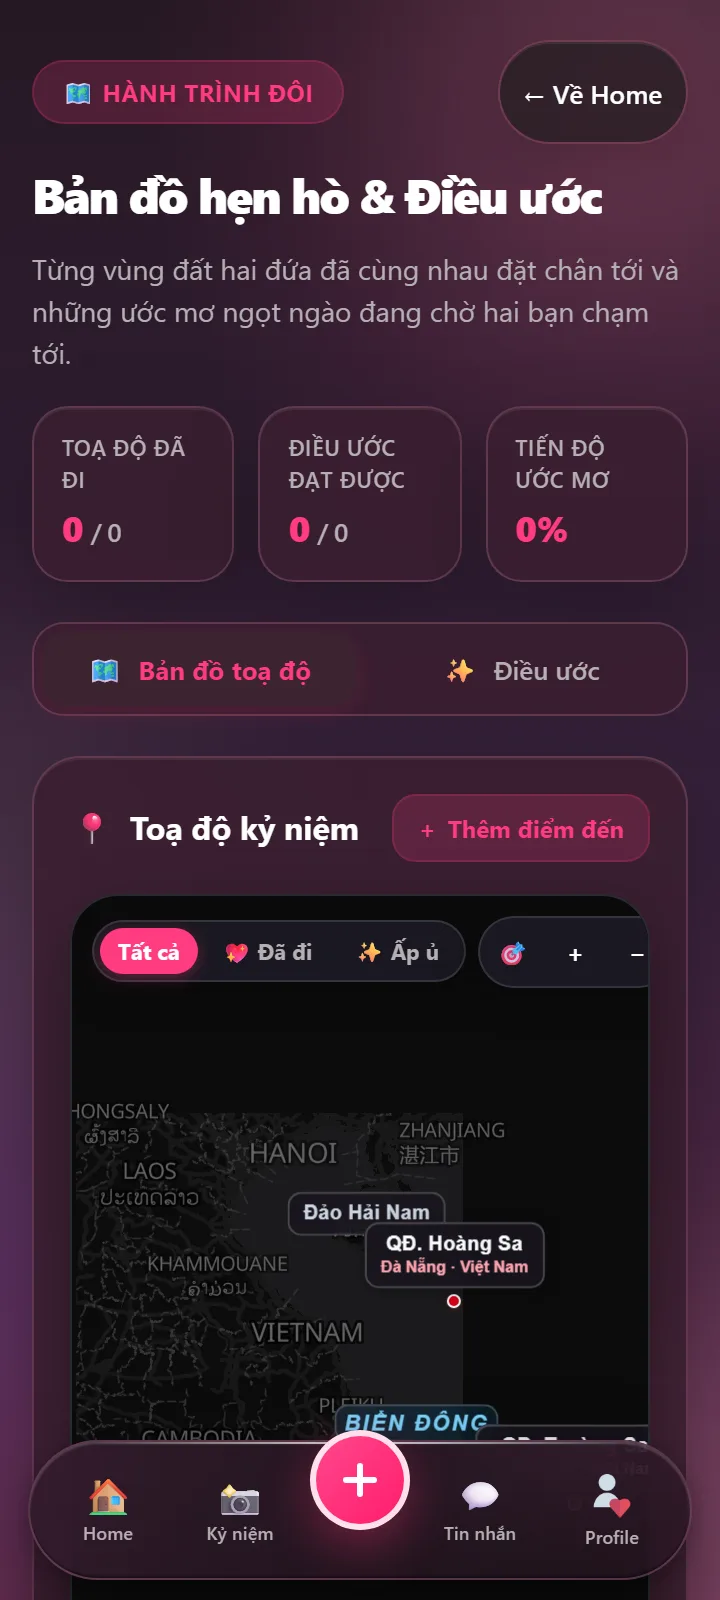 HÀNH TRÌNH ĐÔI
← Về Home
Bản đồ hẹn hò & Điều ước
Từng vùng đất hai đứa đã cùng nhau đặt chân tới và
những ước mơ ngọt ngào đang chờ hai bạn chạm
tới.
TOẠ ĐỘ ĐÃ
ĐI
0 / 0
ĐIỀU ƯỚC
ĐẠT ĐƯỢC
0 / 0
TIẾN ĐỘ
ƯỚC MƠ
0%
Bản đồ toạ độ
Điều ước
Toạ độ kỷ niệm
+ Thêm điểm đến
Tất cả
Đã đi
Ấp ủ
+
−
HONGSALY
ຜົ້ງສາລີ
LAOS
ປະເທດລາວ
HANOI
ZHANJIANG
湛江市
Đảo Hải Nam
QĐ. Hoàng Sa
Đà Nẵng · Việt Nam
KHAMMOUANE
ຄຳມ່ວນ
VIETNAM
PLEIKU
BIỂN ĐÔNG
CAMBODIA
Home
Kỷ niệm
+
Tin nhắn
Profile